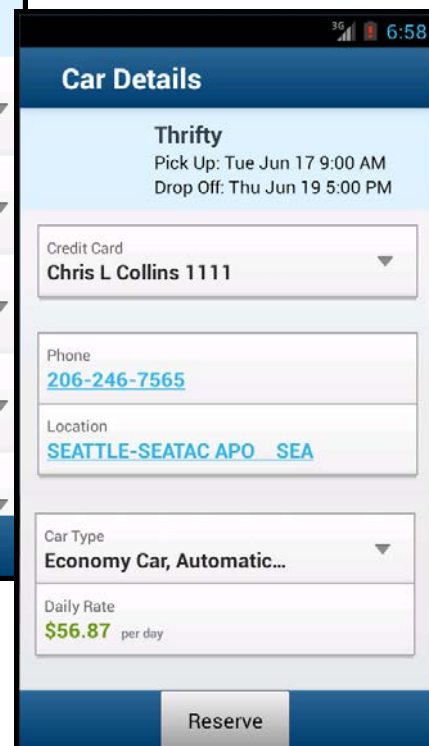 3G 6:58
Car Details
Thrifty
Pick Up: Tue Jun 17 9:00 AM
Drop Off: Thu Jun 19 5:00 PM
Credit Card
Chris L Collins 1111
Phone
206-246-7565
Location
SEATTLE-SEATAC APO SEA
Car Type
Economy Car, Automatic...
Daily Rate
$56.87 per day
Reserve